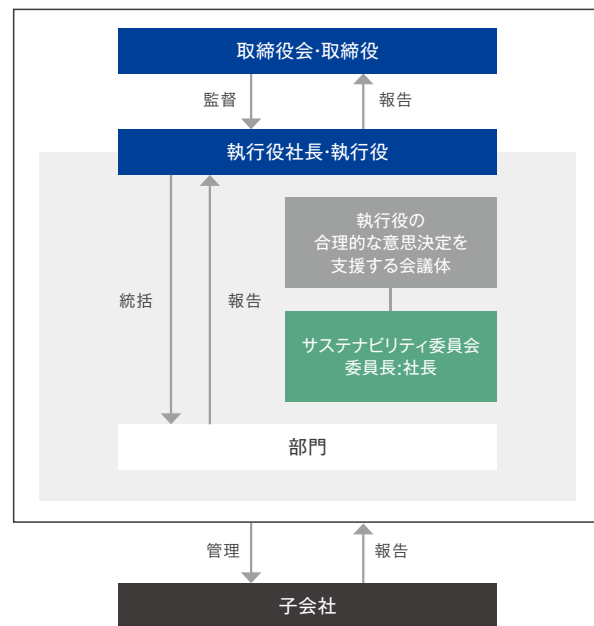 取締役会・取締役
監督
報告
執行役社長・執行役
執行役の
合理的な意思決定を
支援する会議体
統括
報告
サステナビリティ委員会
委員長:社長
部門
管理
報告
子会社